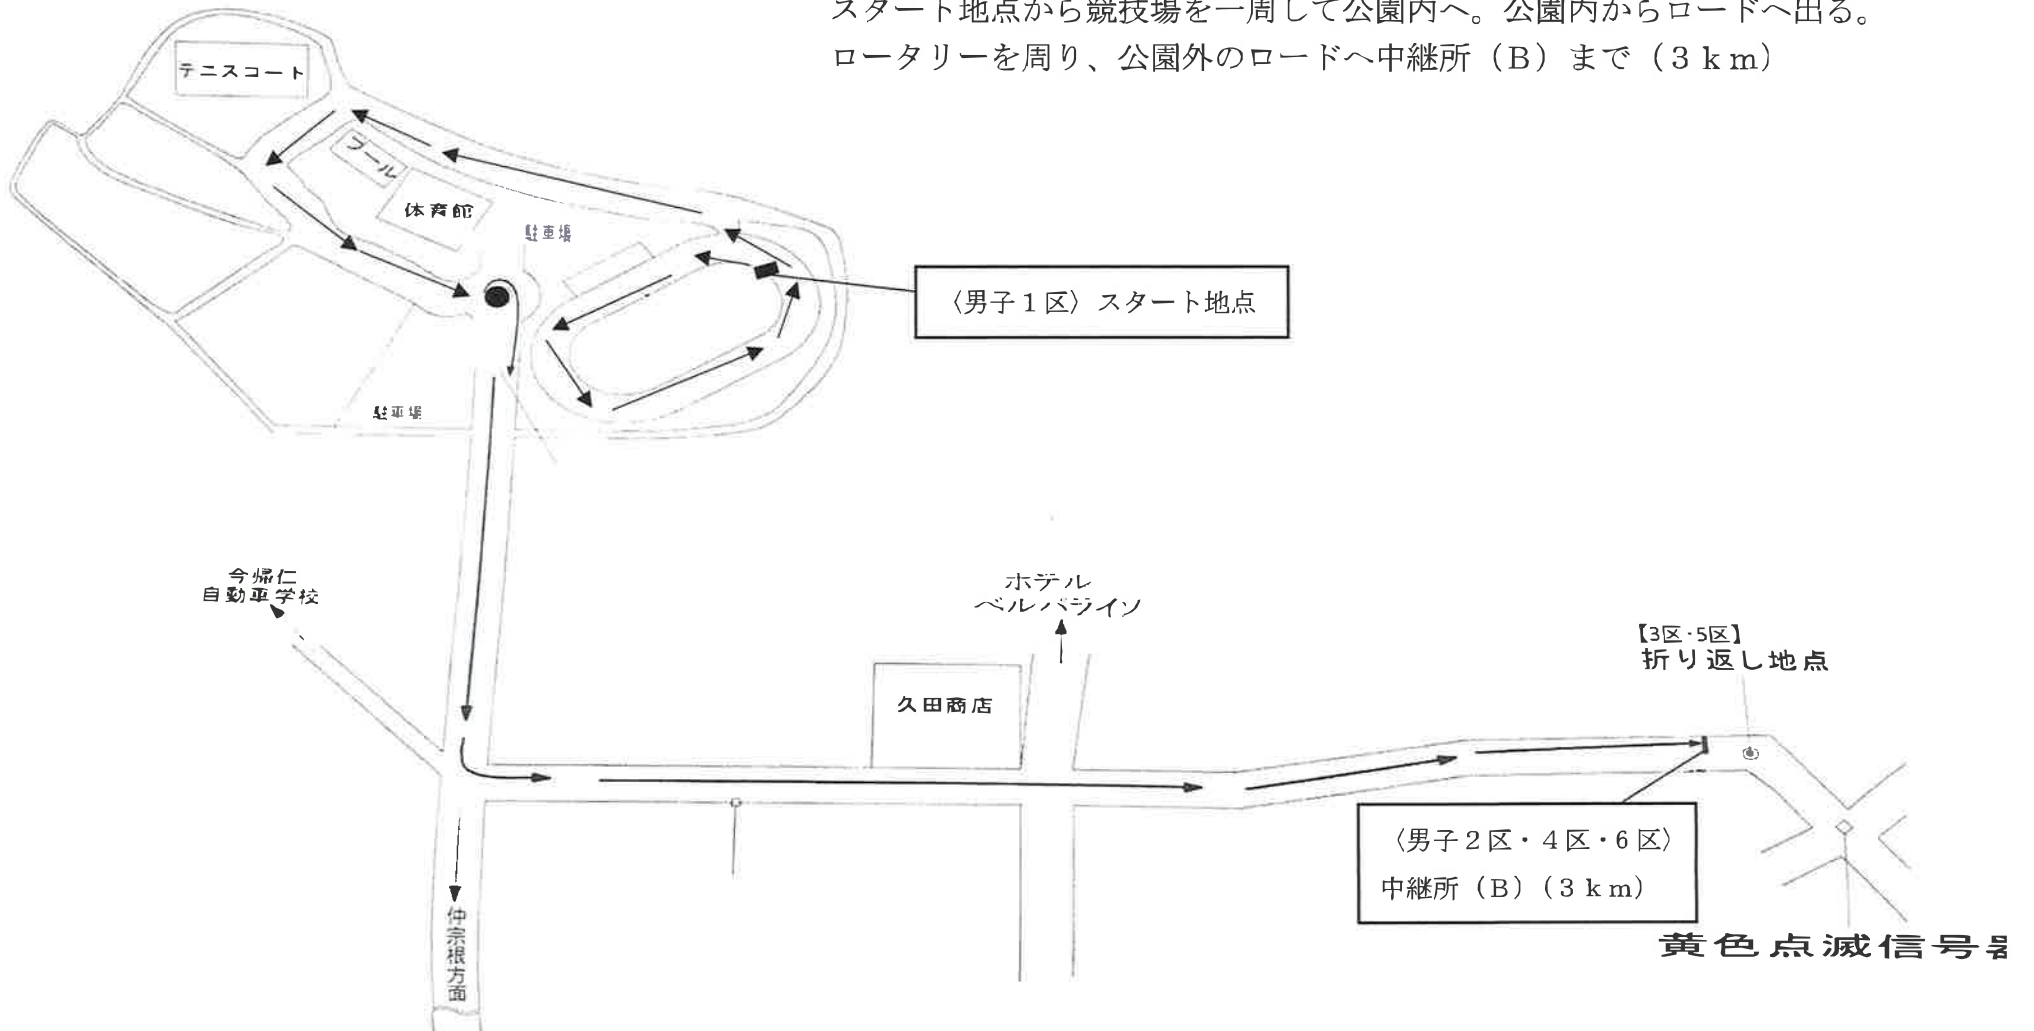 スタート地点から競技場を一周して公園内へ。公園内からロードへ出る。
ロータリーを周り、公園外のロードへ中継所（B）まで（3ｋｍ）
テニスコート
プール
体育館
駐車場
〈男子１区〉スタート地点
駐車場
今帰仁
自動車学校
ホテル
ベルパライソ
【3区・5区】
折り返し地点
久田商店
〈男子２区・４区・６区〉
中継所（B）（3ｋｍ）
仲宗根方面
黄色点滅信号器